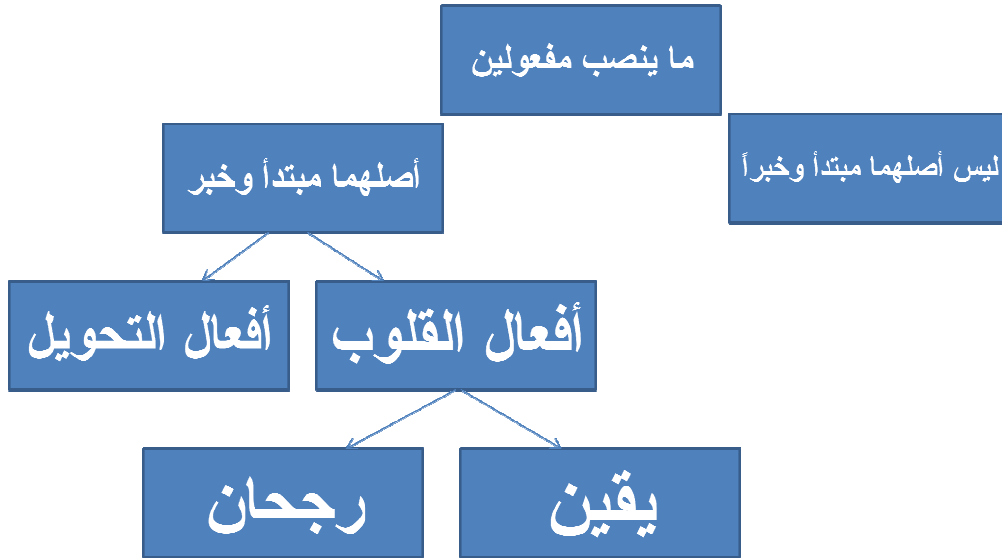 ما ينصب مفعولين
ليس أصلهما مبتدأ وخبراً
أصلهما مبتدأ وخبر
أفعال القلوب
أفعال التحويل
يقين
رجحان